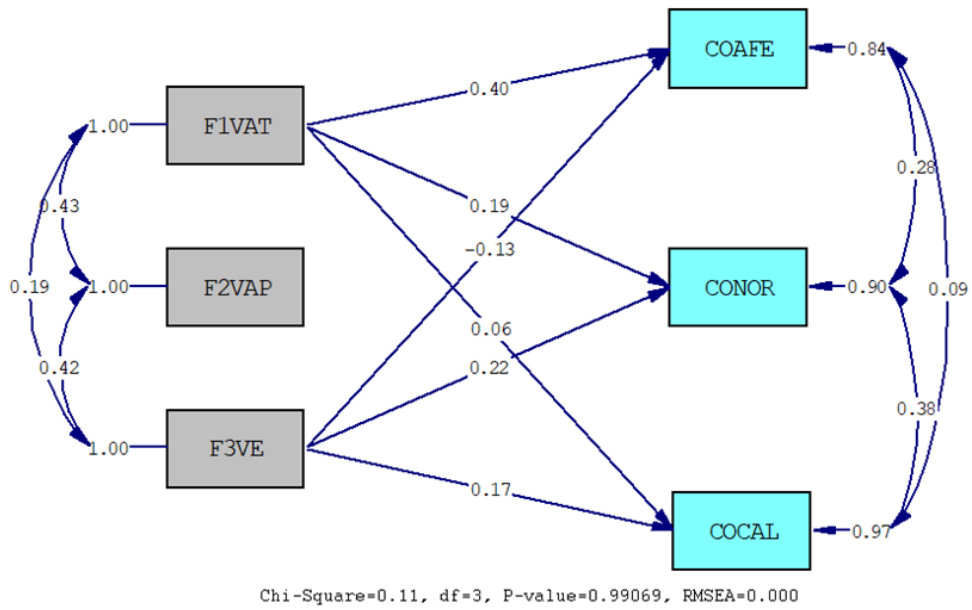 COAFE
0.84
1.00
F1VAT
0.40
0.28
0.43
0.19
-0.13
0.19
1.00
F2VAP
CONOR
0.90
0.09
0.06
0.42
0.22
0.38
1.00
F3VE
0.17
COCAL
0.97
Chi-Square=0.11, df=3, P-value=0.99069, RMSEA=0.000